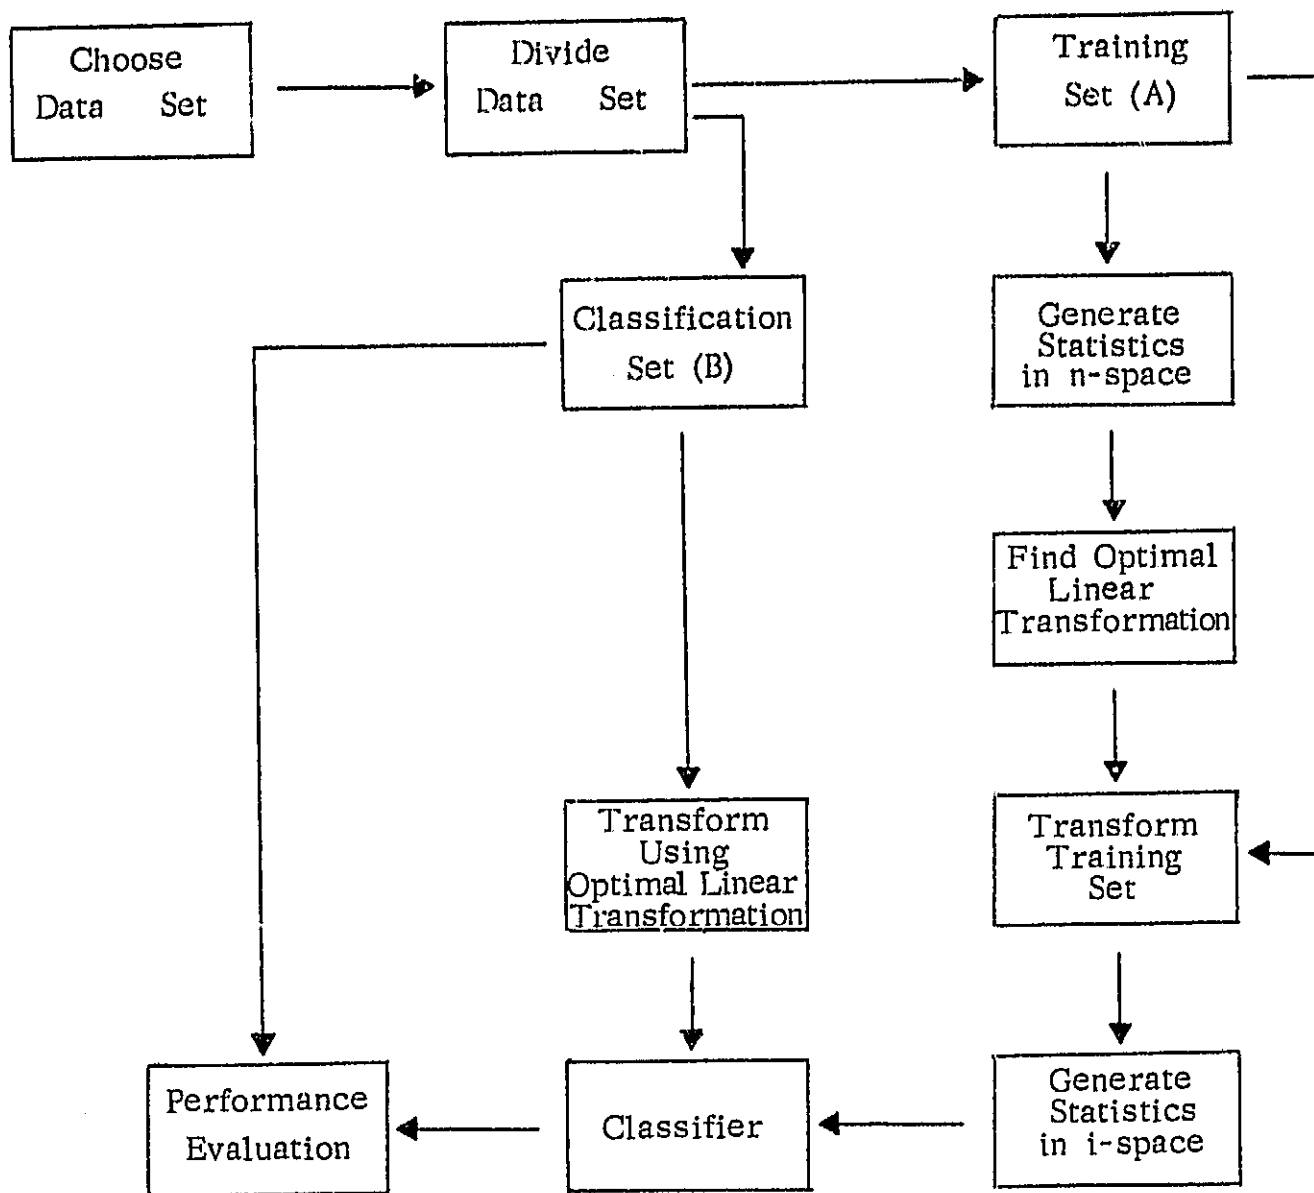 Choose
Data Set
Divide
Data Set
Training
Set (A)
Classification
Set (B)
Generate
Statistics
in n-space
Find Optimal
Linear
Transformation
Transform
Using
Optimal Linear
Transformation
Transform
Training
Set
Performance
Evaluation
Classifier
Generate
Statistics
in i-space